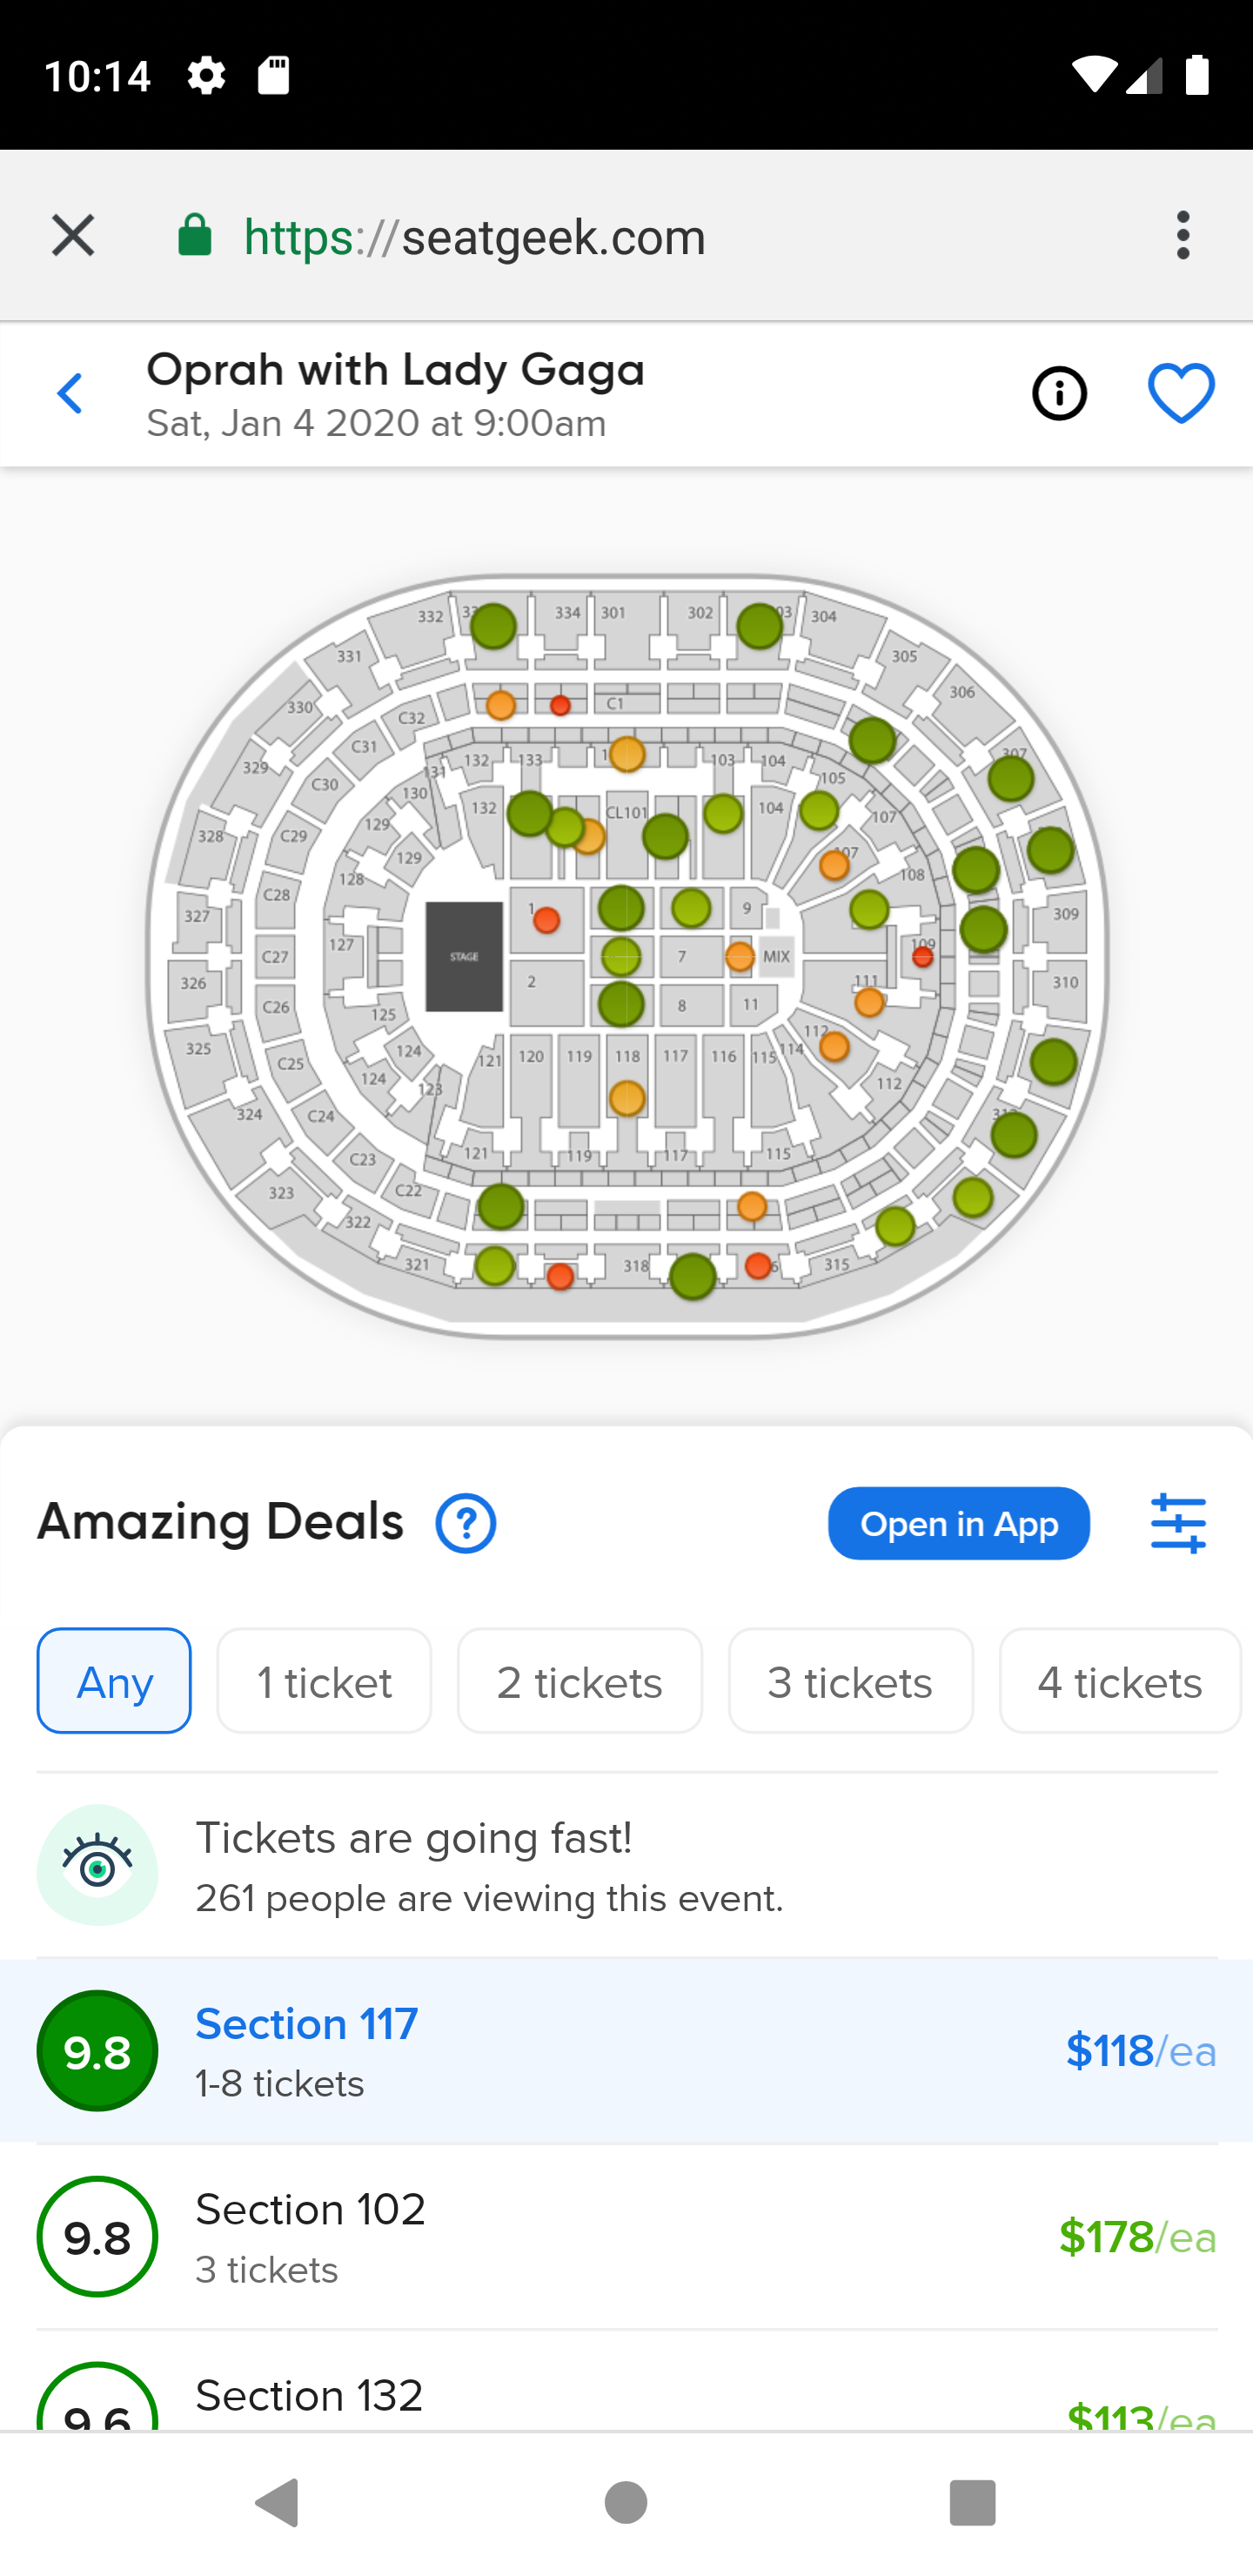 10:14
https://seatgeek.com
Oprah with Lady Gaga
Sat, Jan 4 2020 at 9:00am
332 334 301 302 304
331 305
330 306
C32 C1
C31 307
329 C30 131 132 133 103 104
130 105
328 C29 129 132 CL101 104 107
129 107
128 108
327 C28 1 9 309
C27 127 STAGE 7 MIX 109
326 2 111 310
C26 125 8 11
325 C25 124 121 120 119 118 117 116 115 114 112
124 123 112
324 C24
C23 121 119 117 115
323 C22
322
321 318 315
Amazing Deals
?
Open in App
Any
1 ticket
2 tickets
3 tickets
4 tickets
Tickets are going fast!
261 people are viewing this event.
9.8
Section 117
1-8 tickets
$118/ea
9.8
Section 102
3 tickets
$178/ea
9.6
Section 132
$113/ea